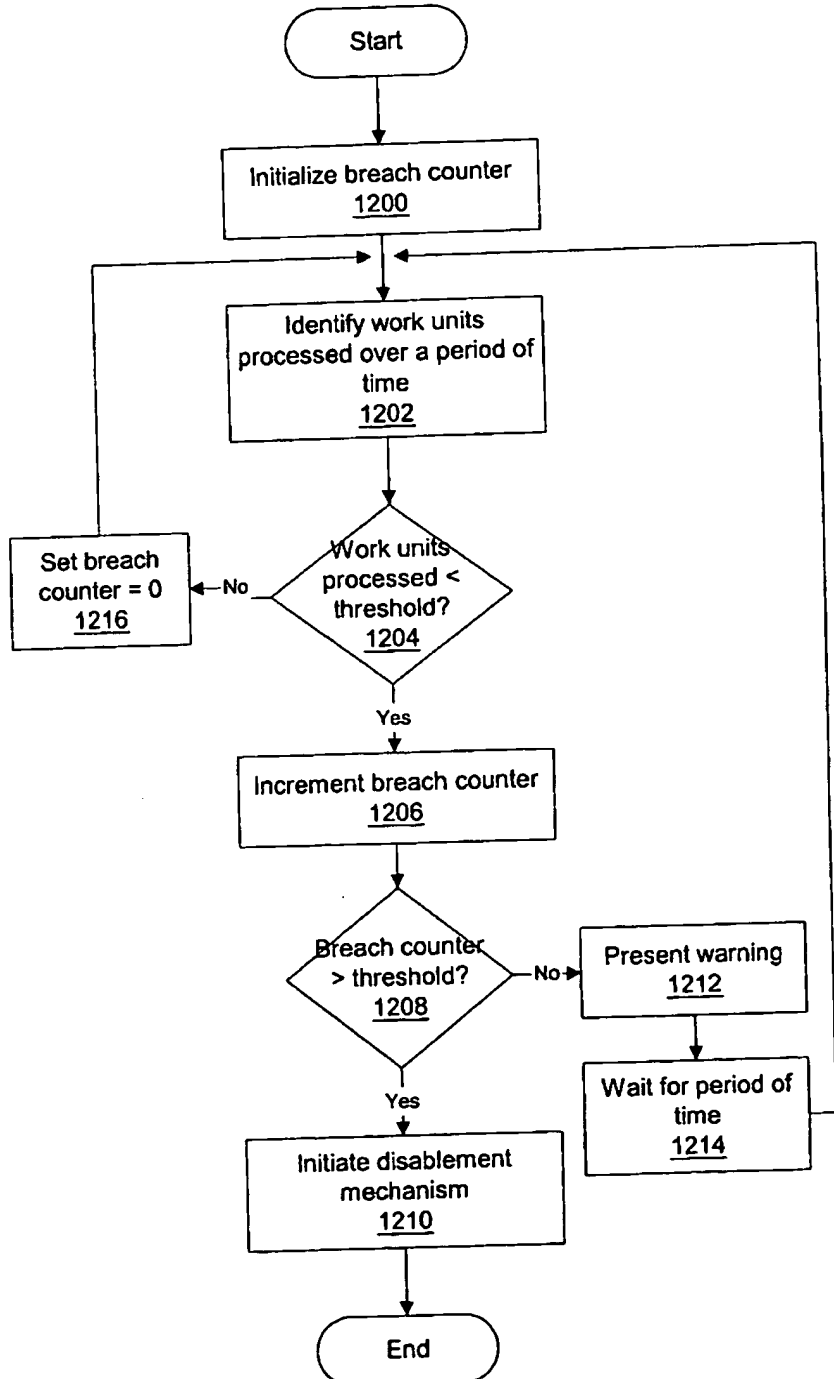 Start
Initialize breach counter
1200
Identify work units
processed over a period of
time
1202
Work units
processed <
threshold?
1204
No
Set breach
counter = 0
1216
Yes
Increment breach counter
1206
Breach counter
> threshold?
1208
No
Present warning
1212
Wait for period of
time
1214
Yes
Initiate disablement
mechanism
1210
End